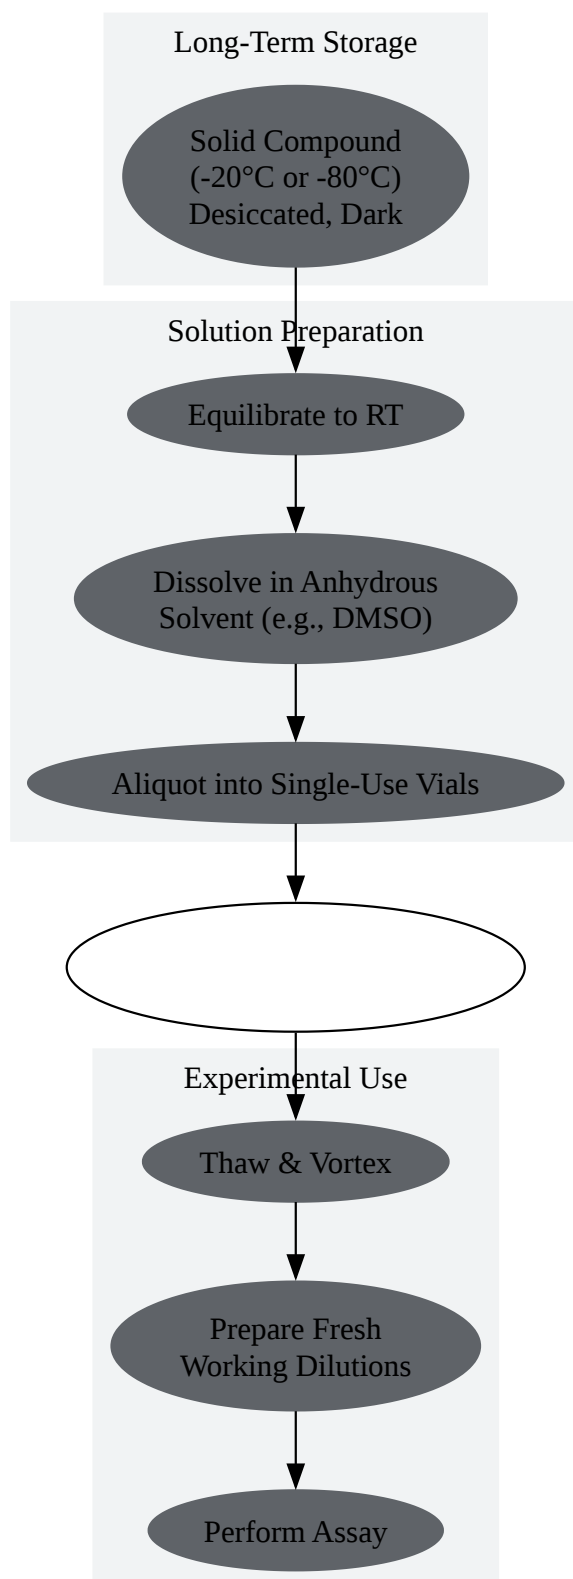 Long-Term Storage
Solid Compound
(-20°C or -80°C)
Desiccated, Dark
Solution Preparation
Equilibrate to RT
Dissolve in Anhydrous
Solvent (e.g., DMSO)
Aliquot into Single-Use Vials
Experimental Use
Thaw & Vortex
Prepare Fresh
Working Dilutions
Perform Assay